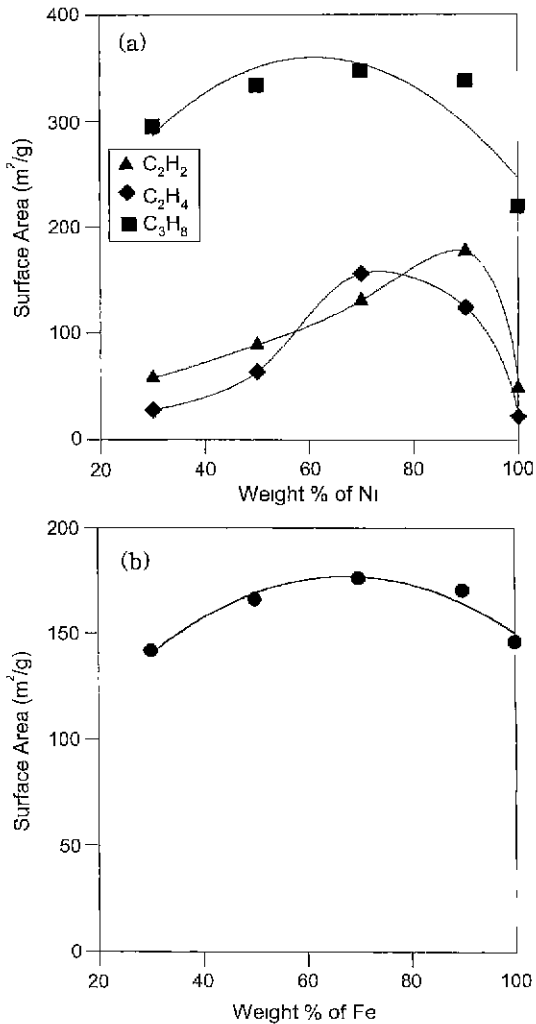 (a)
400
300
200
100
0
Surface Area (m²/g)
C₂H₂
C₂H₄
C₃H₈
20 40 60 80 100
Weight % of Ni
(b)
200
150
100
50
0
Surface Area (m²/g)
20 40 60 80 100
Weight % of Fe